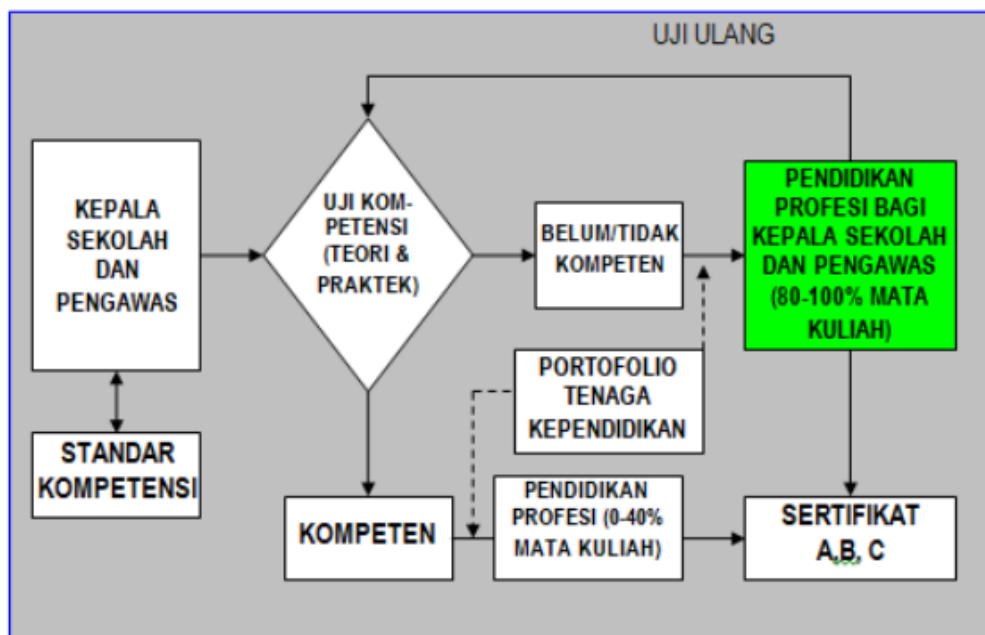 UJI ULANG
KEPALA
SEKOLAH
DAN
PENGAWAS
UJI KOM-
PETENSI
(TEORI &
PRAKTEK)
BELUM/TIDAK
KOMPETEN
PENDIDIKAN
PROFESI BAGI
KEPALA SEKOLAH
DAN PENGAWAS
(80-100% MATA
KULIAH)
PORTOFOLIO
TENAGA
KEPENDIDIKAN
STANDAR
KOMPETENSI
KOMPETEN
PENDIDIKAN
PROFESI (0-40%
MATA KULIAH)
SERTIFIKAT
A,B, C